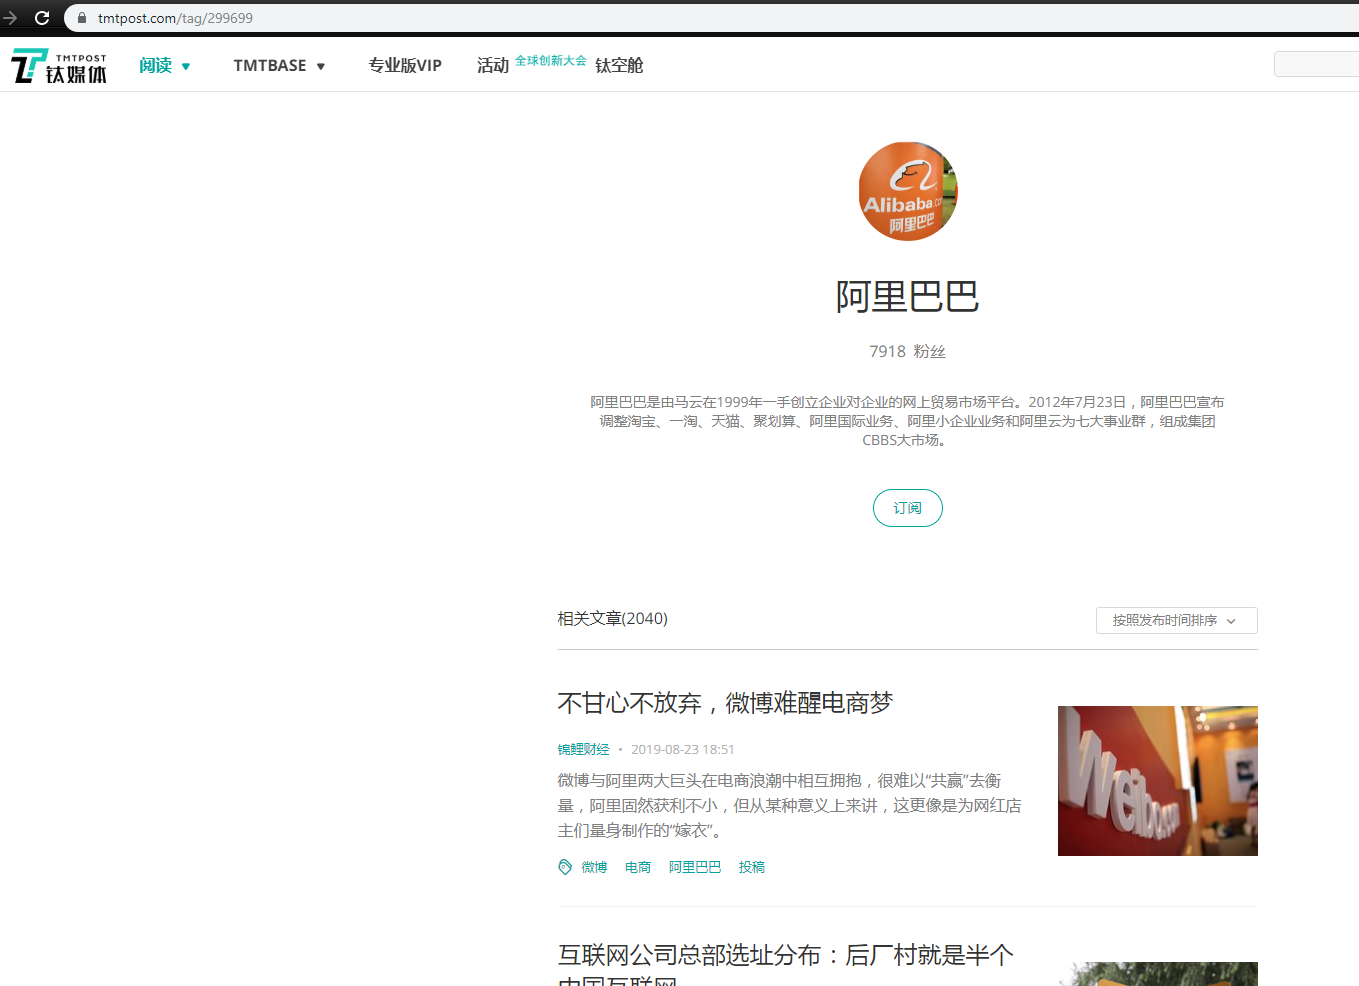 tmtpost.com/tag/299699
TMTPOST
钛媒体
阅读 ▼ TMTBASE ▼ 专业版VIP 活动 全球创新大会 钛空舱
Alibaba.co
阿里巴巴
阿里巴巴
7918 粉丝
阿里巴巴是由马云在1999年一手创立企业对企业的网上贸易市场平台。2012年7月23日，阿里巴巴宣布
调整淘宝、一淘、天猫、聚划算、阿里国际业务、阿里小企业业务和阿里云为七大事业群，组成集团
CBBS大市场。
订阅
相关文章(2040) 按照发布时间排序
不甘心不放弃，微博难醒电商梦
锦鲤财经 • 2019-08-23 18:51
微博与阿里两大巨头在电商浪潮中相互拥抱，很难以“共赢”去衡
量，阿里固然获利不小，但从某种意义上来讲，这更像是为网红店
主们量身制作的“嫁衣”。
微博 电商 阿里巴巴 投稿
Weibo.com
互联网公司总部选址分布：后厂村就是半个
中国互联网